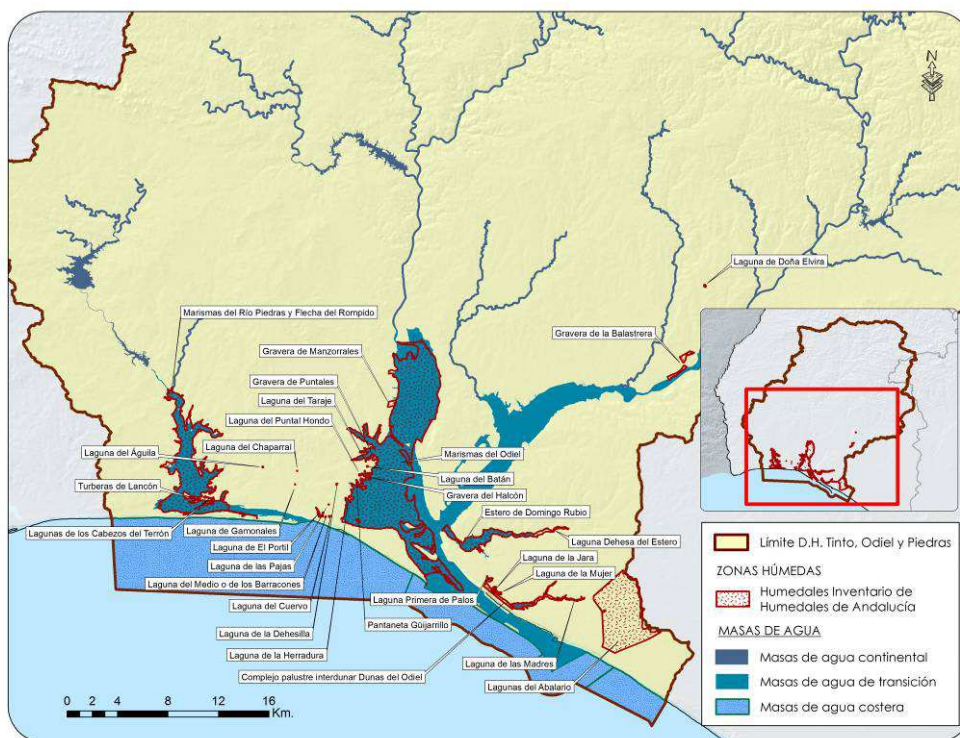 N
Laguna de Doña Elvira
Marismas del Río Piedras y Flecha del Rompido
Gravera de la Balastrera
Gravera de Manzorrales
Gravera de Puntales
Laguna del Taraje
Laguna del Puntal Hondo
Laguna del Chaparral
Laguna del Águila
Marismas del Odiel
Laguna del Batán
Turberas de Lancón
Gravera del Halcón
Estero de Domingo Rubio
Lagunas de los Cabezos del Terrón
Laguna de Gamonales
Laguna Dehesa del Estero
Laguna de El Portil
Laguna de la Jara
Laguna de las Pajas
Laguna de la Mujer
Laguna del Medio o de los Barracones
Laguna Primera de Palos
Laguna del Cuervo
Pantaneta Güijarrillo
Laguna de la Dehesilla
Laguna de la Herradura
Laguna de las Madres
Complejo palustre interdunar Dunas del Odiel
Lagunas del Abalario
0 2 4 8 12 16
Km.
Límite D.H. Tinto, Odiel y Piedras
ZONAS HÚMEDAS
Humedales Inventario de
Humedales de Andalucía
MASAS DE AGUA
Masas de agua continental
Masas de agua de transición
Masas de agua costera